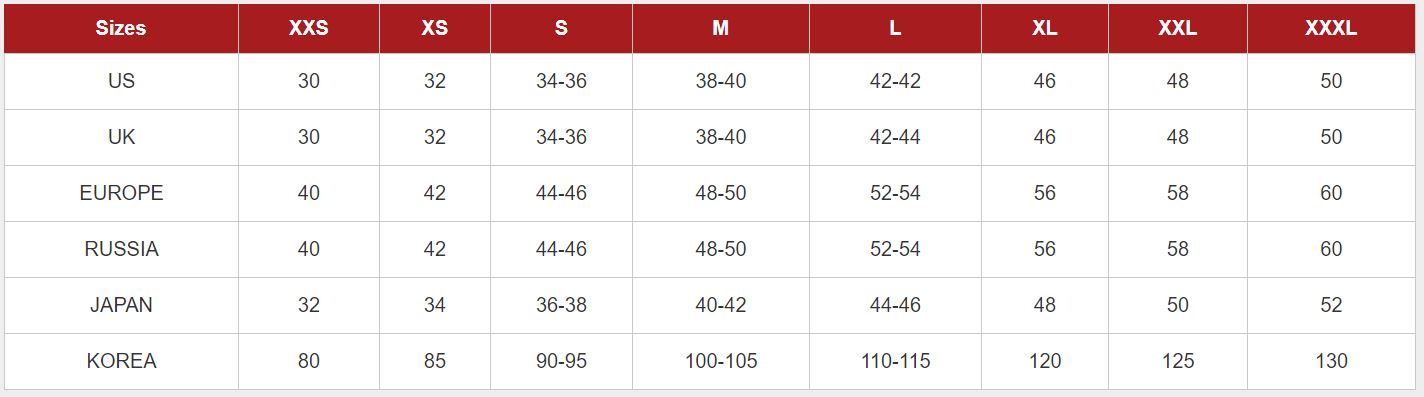 Sizes XXS XS S M L XL XXL XXXL
US 30 32 34-36 38-40 42-42 46 48 50
UK 30 32 34-36 38-40 42-44 46 48 50
EUROPE 40 42 44-46 48-50 52-54 56 58 60
RUSSIA 40 42 44-46 48-50 52-54 56 58 60
JAPAN 32 34 36-38 40-42 44-46 48 50 52
KOREA 80 85 90-95 100-105 110-115 120 125 130